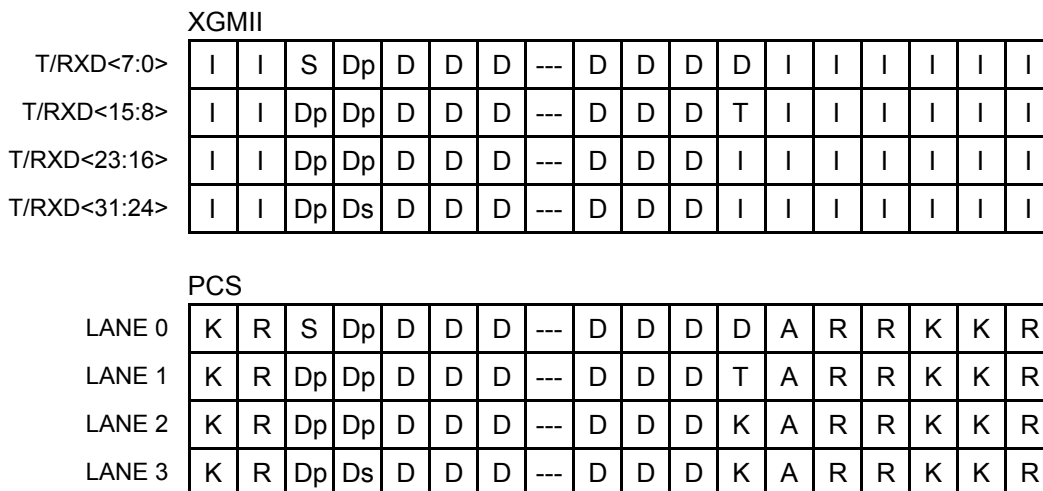 XGMII
T/RXD<7:0> I I S Dp D D D --- D D D D I I I I I I
T/RXD<15:8> I I Dp Dp D D D --- D D D T I I I I I I
T/RXD<23:16> I I Dp Dp D D D --- D D D I I I I I I I
T/RXD<31:24> I I Dp Ds D D D --- D D D I I I I I I I
PCS
LANE 0 K R S Dp D D D --- D D D D A R R K K R
LANE 1 K R Dp Dp D D D --- D D D T A R R K K R
LANE 2 K R Dp Dp D D D --- D D D K A R R K K R
LANE 3 K R Dp Ds D D D --- D D D K A R R K K R